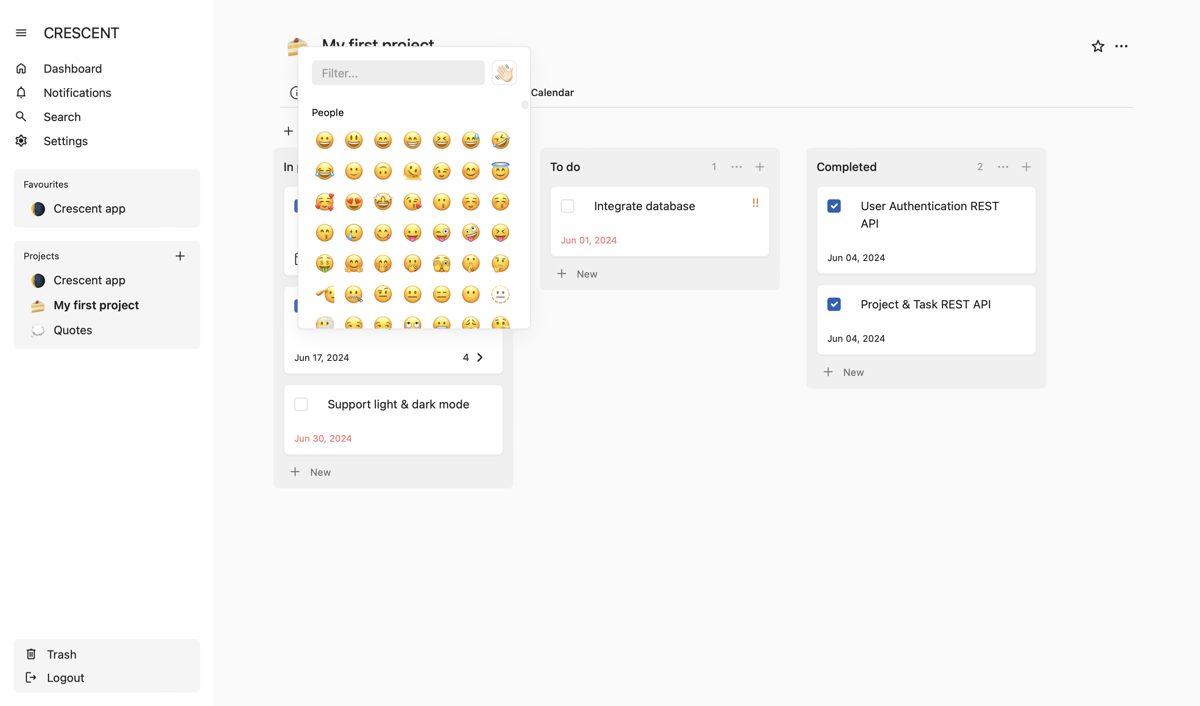 CRESCENT
Dashboard
Notifications
Search
Settings
Favourites
Crescent app
Projects
Crescent app
My first project
Quotes
Trash
Logout
My first project
Calendar
Filter...
People
In
Jun 17, 2024
4
Support light & dark mode
Jun 30, 2024
New
To do
1
Integrate database
!!
Jun 01, 2024
New
Completed
2
User Authentication REST
API
Jun 04, 2024
Project & Task REST API
Jun 04, 2024
New